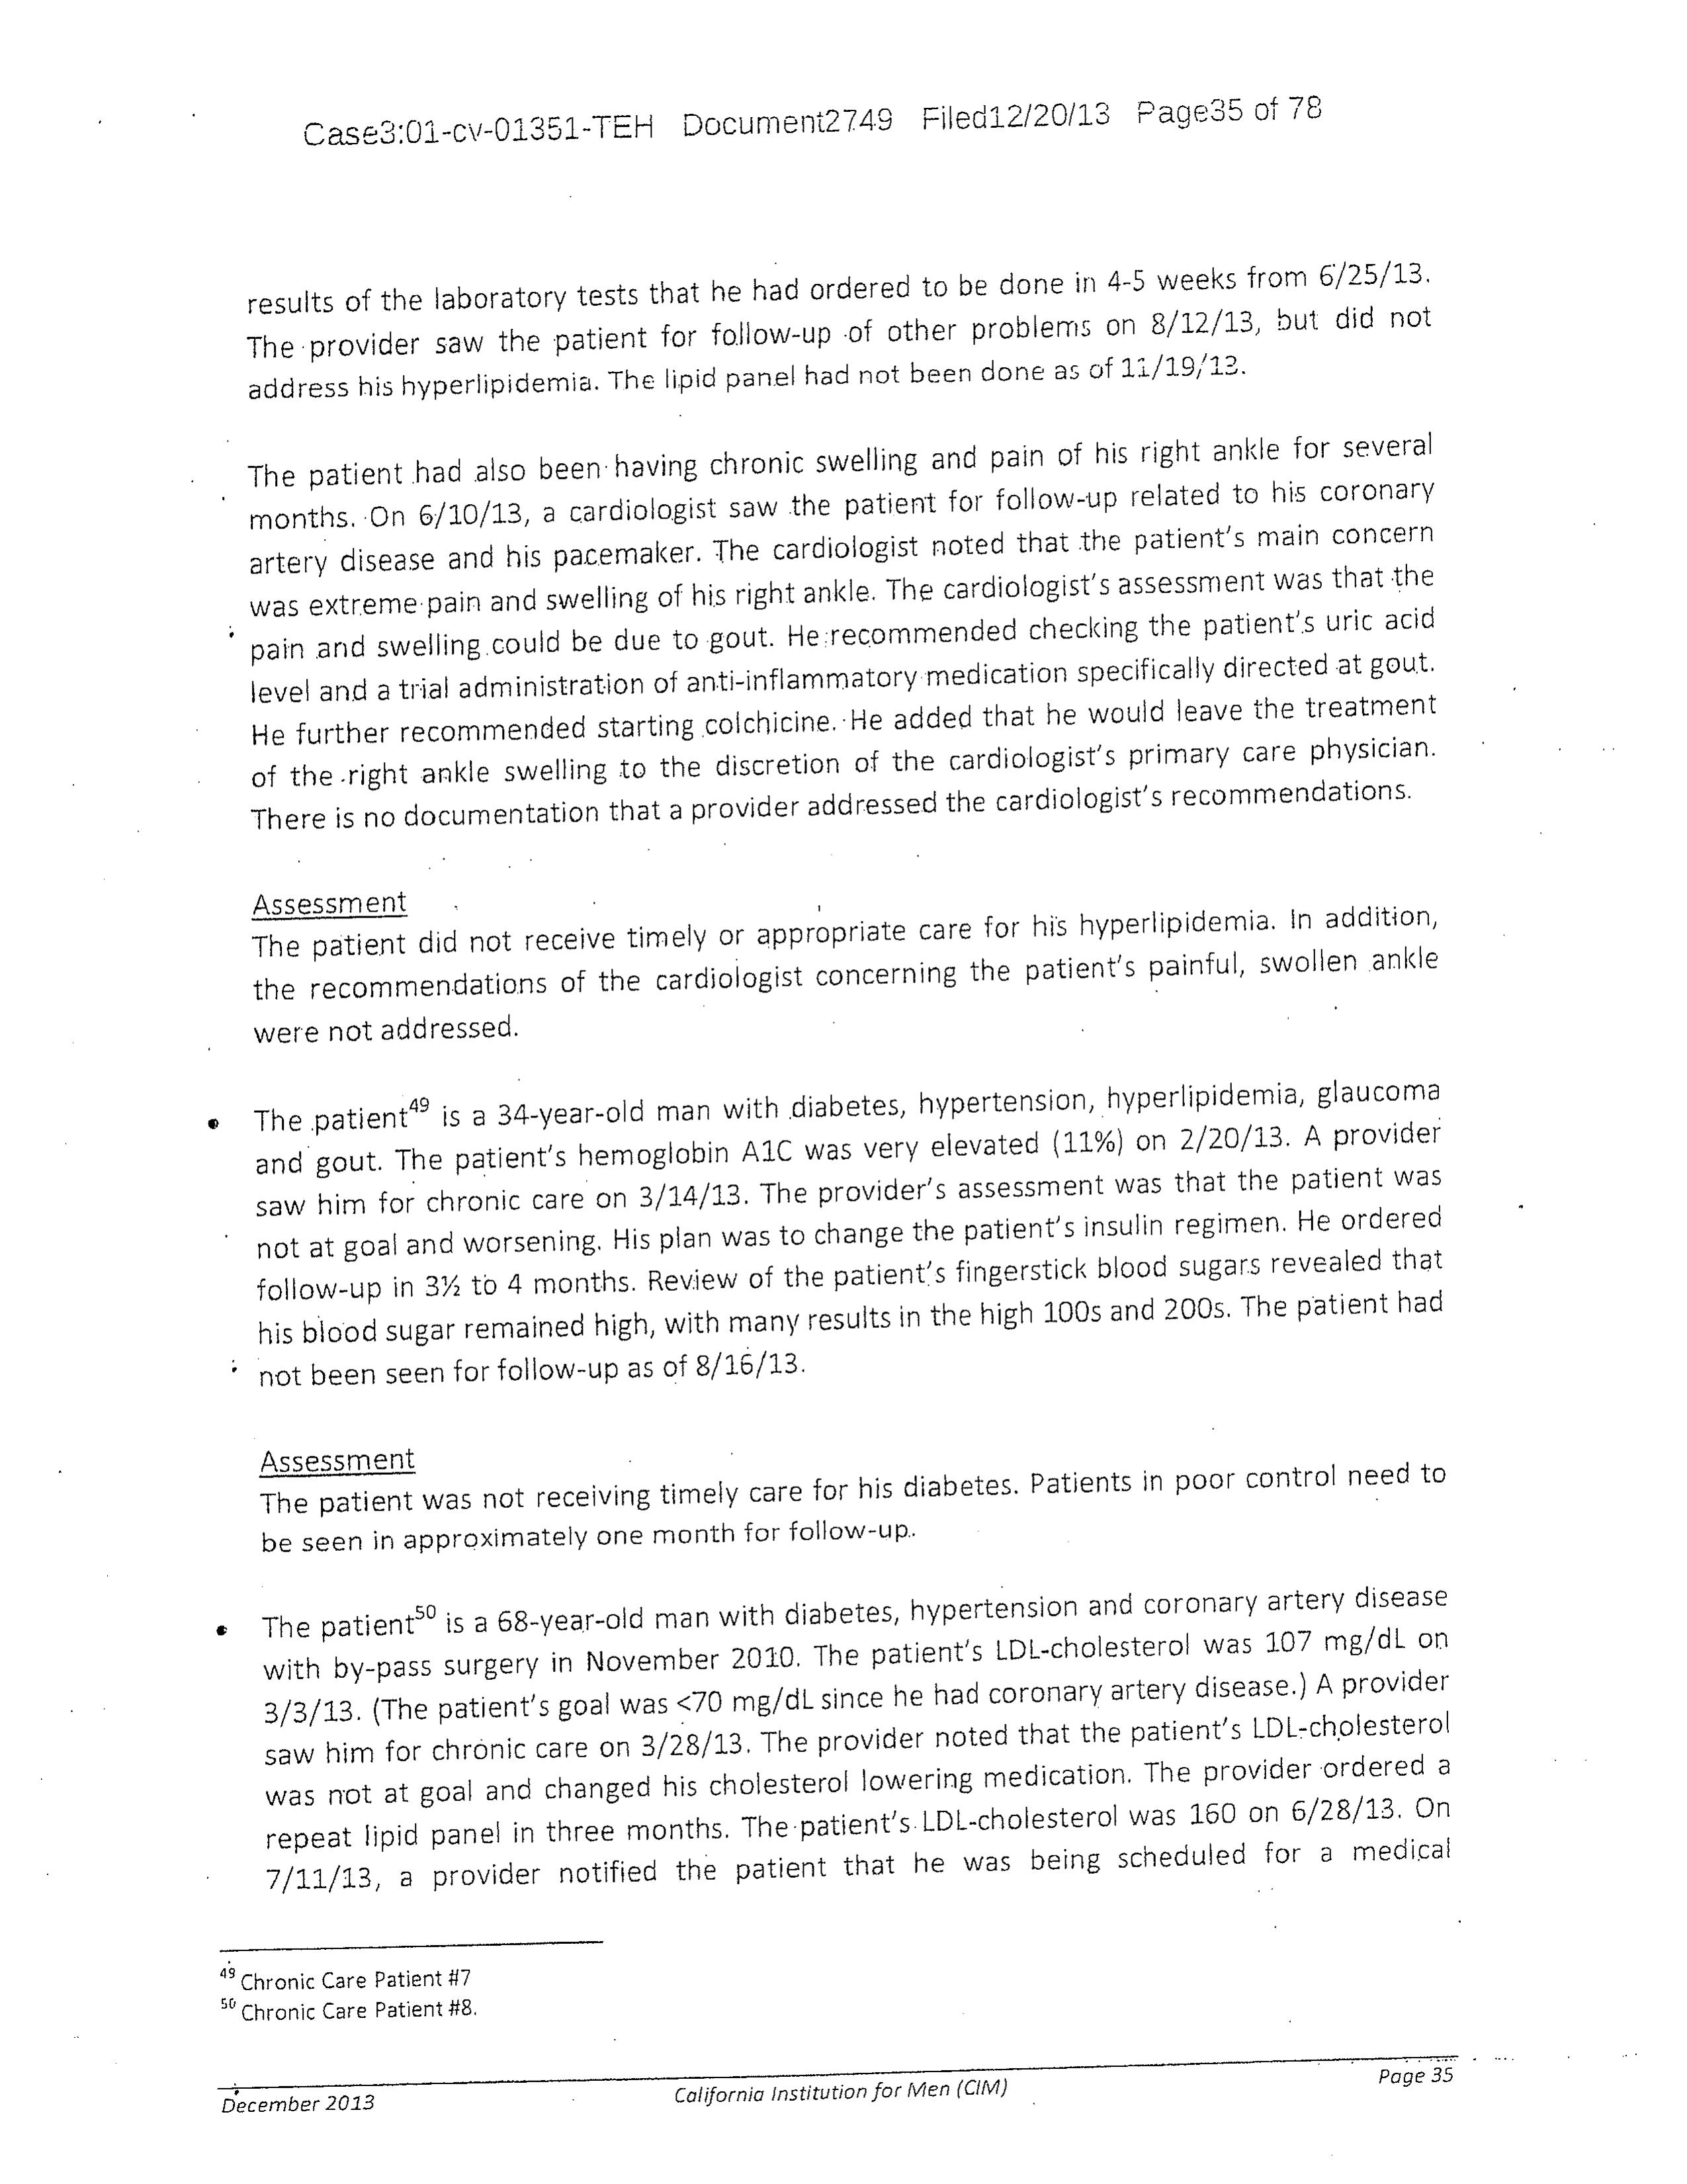 Case3:01-cv-01351-TEH Document2749 Filed12/20/13 Page35 of 78
results of the laboratory tests that he had ordered to be done in 4-5 weeks from 6/25/13.
The provider saw the patient for follow-up of other problems on 8/12/13, but did not
address his hyperlipidemia. The lipid panel had not been done as of 11/19/13.
The patient had also been having chronic swelling and pain of his right ankle for several
months. On 6/10/13, a cardiologist saw the patient for follow-up related to his coronary
artery disease and his pacemaker. The cardiologist noted that the patient's main concern
was extreme pain and swelling of his right ankle. The cardiologist's assessment was that the
pain and swelling could be due to gout. He recommended checking the patient's uric acid
level and a trial administration of anti-inflammatory medication specifically directed at gout.
He further recommended starting colchicine. He added that he would leave the treatment
of the right ankle swelling to the discretion of the cardiologist's primary care physician.
There is no documentation that a provider addressed the cardiologist's recommendations.
Assessment
The patient did not receive timely or appropriate care for his hyperlipidemia. In addition,
the recommendations of the cardiologist concerning the patient's painful, swollen ankle
were not addressed.
• The patient⁴⁹ is a 34-year-old man with diabetes, hypertension, hyperlipidemia, glaucoma
and gout. The patient's hemoglobin A1C was very elevated (11%) on 2/20/13. A provider
saw him for chronic care on 3/14/13. The provider's assessment was that the patient was
not at goal and worsening. His plan was to change the patient's insulin regimen. He ordered
follow-up in 3½ to 4 months. Review of the patient's fingerstick blood sugars revealed that
his blood sugar remained high, with many results in the high 100s and 200s. The patient had
not been seen for follow-up as of 8/16/13.
Assessment
The patient was not receiving timely care for his diabetes. Patients in poor control need to
be seen in approximately one month for follow-up.
• The patient⁵⁰ is a 68-year-old man with diabetes, hypertension and coronary artery disease
with by-pass surgery in November 2010. The patient's LDL-cholesterol was 107 mg/dL on
3/3/13. (The patient's goal was <70 mg/dL since he had coronary artery disease.) A provider
saw him for chronic care on 3/28/13. The provider noted that the patient's LDL-cholesterol
was not at goal and changed his cholesterol lowering medication. The provider ordered a
repeat lipid panel in three months. The patient's LDL-cholesterol was 160 on 6/28/13. On
7/11/13, a provider notified the patient that he was being scheduled for a medical
⁴⁹ Chronic Care Patient #7
⁵⁰ Chronic Care Patient #8.
December 2013 California Institution for Men (CIM) Page 35